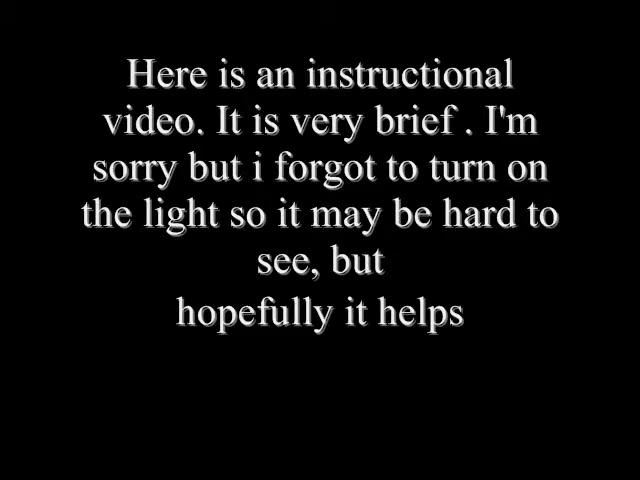 Here is an instructional
video. It is very brief . I'm
sorry but i forgot to turn on
the light so it may be hard to
see, but
hopefully it helps